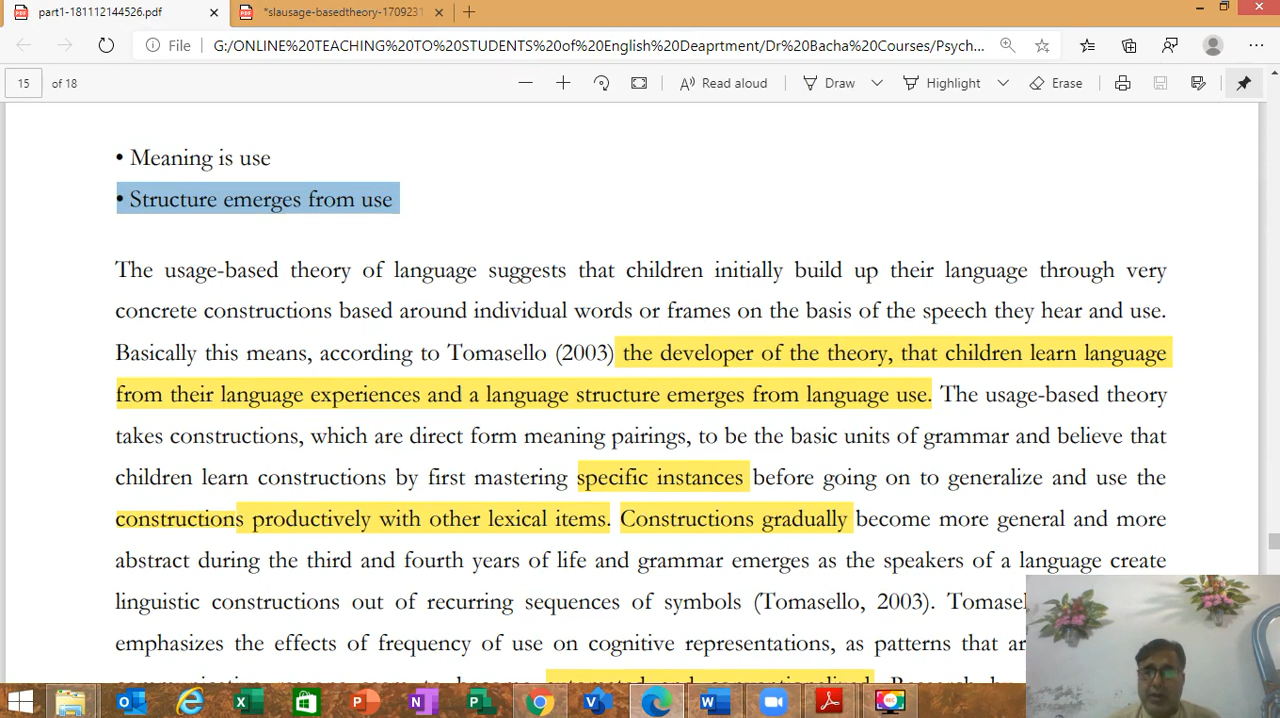 part1-181112144526.pdf
*slausage-basedtheory-1709231
File
G:/ONLINE%20TEACHING%20TO%20STUDENTS%20of%20English%20Deaprtment/Dr%20Bacha%20Courses/Psych...
15 of 18
Read aloud
Draw
Highlight
Erase
• Meaning is use
• Structure emerges from use
The usage-based theory of language suggests that children initially build up their language through very
concrete constructions based around individual words or frames on the basis of the speech they hear and use.
Basically this means, according to Tomasello (2003) the developer of the theory, that children learn language
from their language experiences and a language structure emerges from language use. The usage-based theory
takes constructions, which are direct form meaning pairings, to be the basic units of grammar and believe that
children learn constructions by first mastering specific instances before going on to generalize and use the
constructions productively with other lexical items. Constructions gradually become more general and more
abstract during the third and fourth years of life and grammar emerges as the speakers of a language create
linguistic constructions out of recurring sequences of symbols (Tomasello, 2003).
emphasizes the effects of frequency of use on cognitive representations, as patterns that